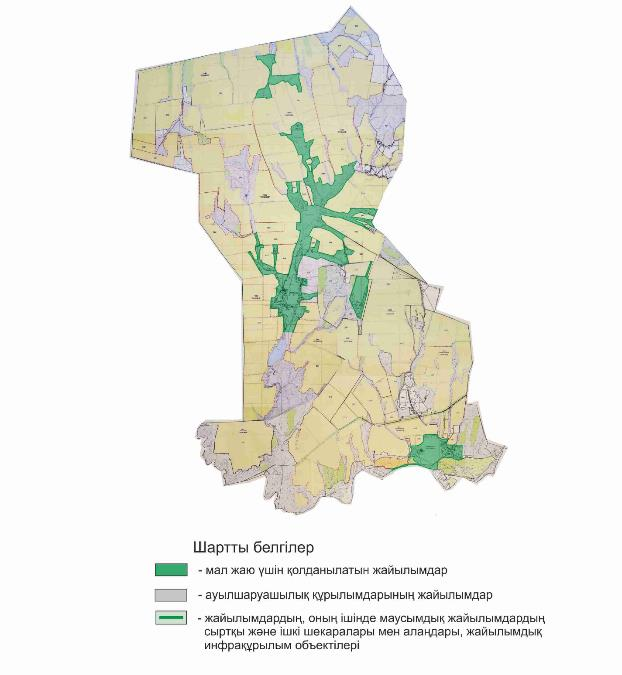 Шартты белгілер
- мал жаю үшін қолданылатын жайылымдар
- ауылшаруашылық құрылымдарының жайылымдар
- жайылымдардың, оның ішінде маусымдық жайылымдардың
сыртқы және ішкі шекаралары мен алаңдары, жайылымдық
инфрақұрылым объектілері